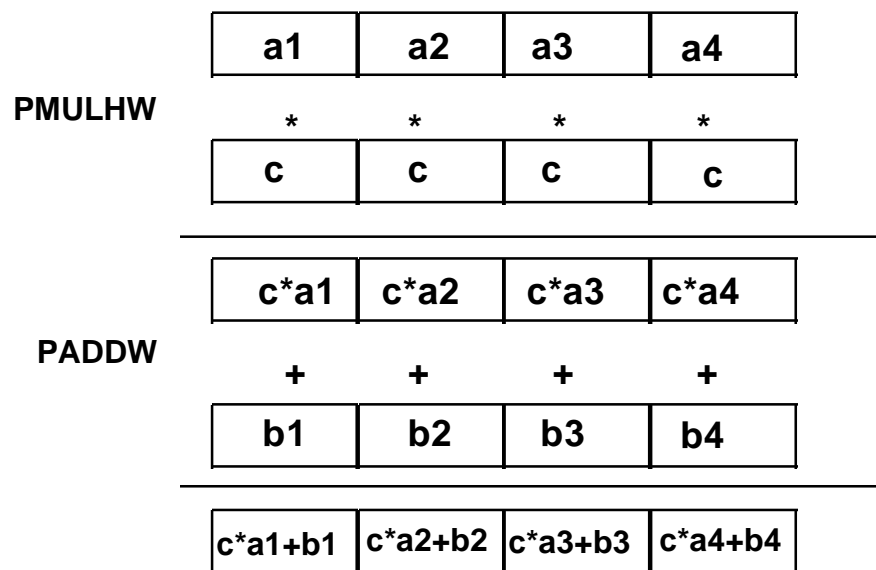 a1 a2 a3 a4
PMULHW
* * * *
c c c c
c*a1 c*a2 c*a3 c*a4
PADDW
+ + + +
b1 b2 b3 b4
c*a1+b1 c*a2+b2 c*a3+b3 c*a4+b4